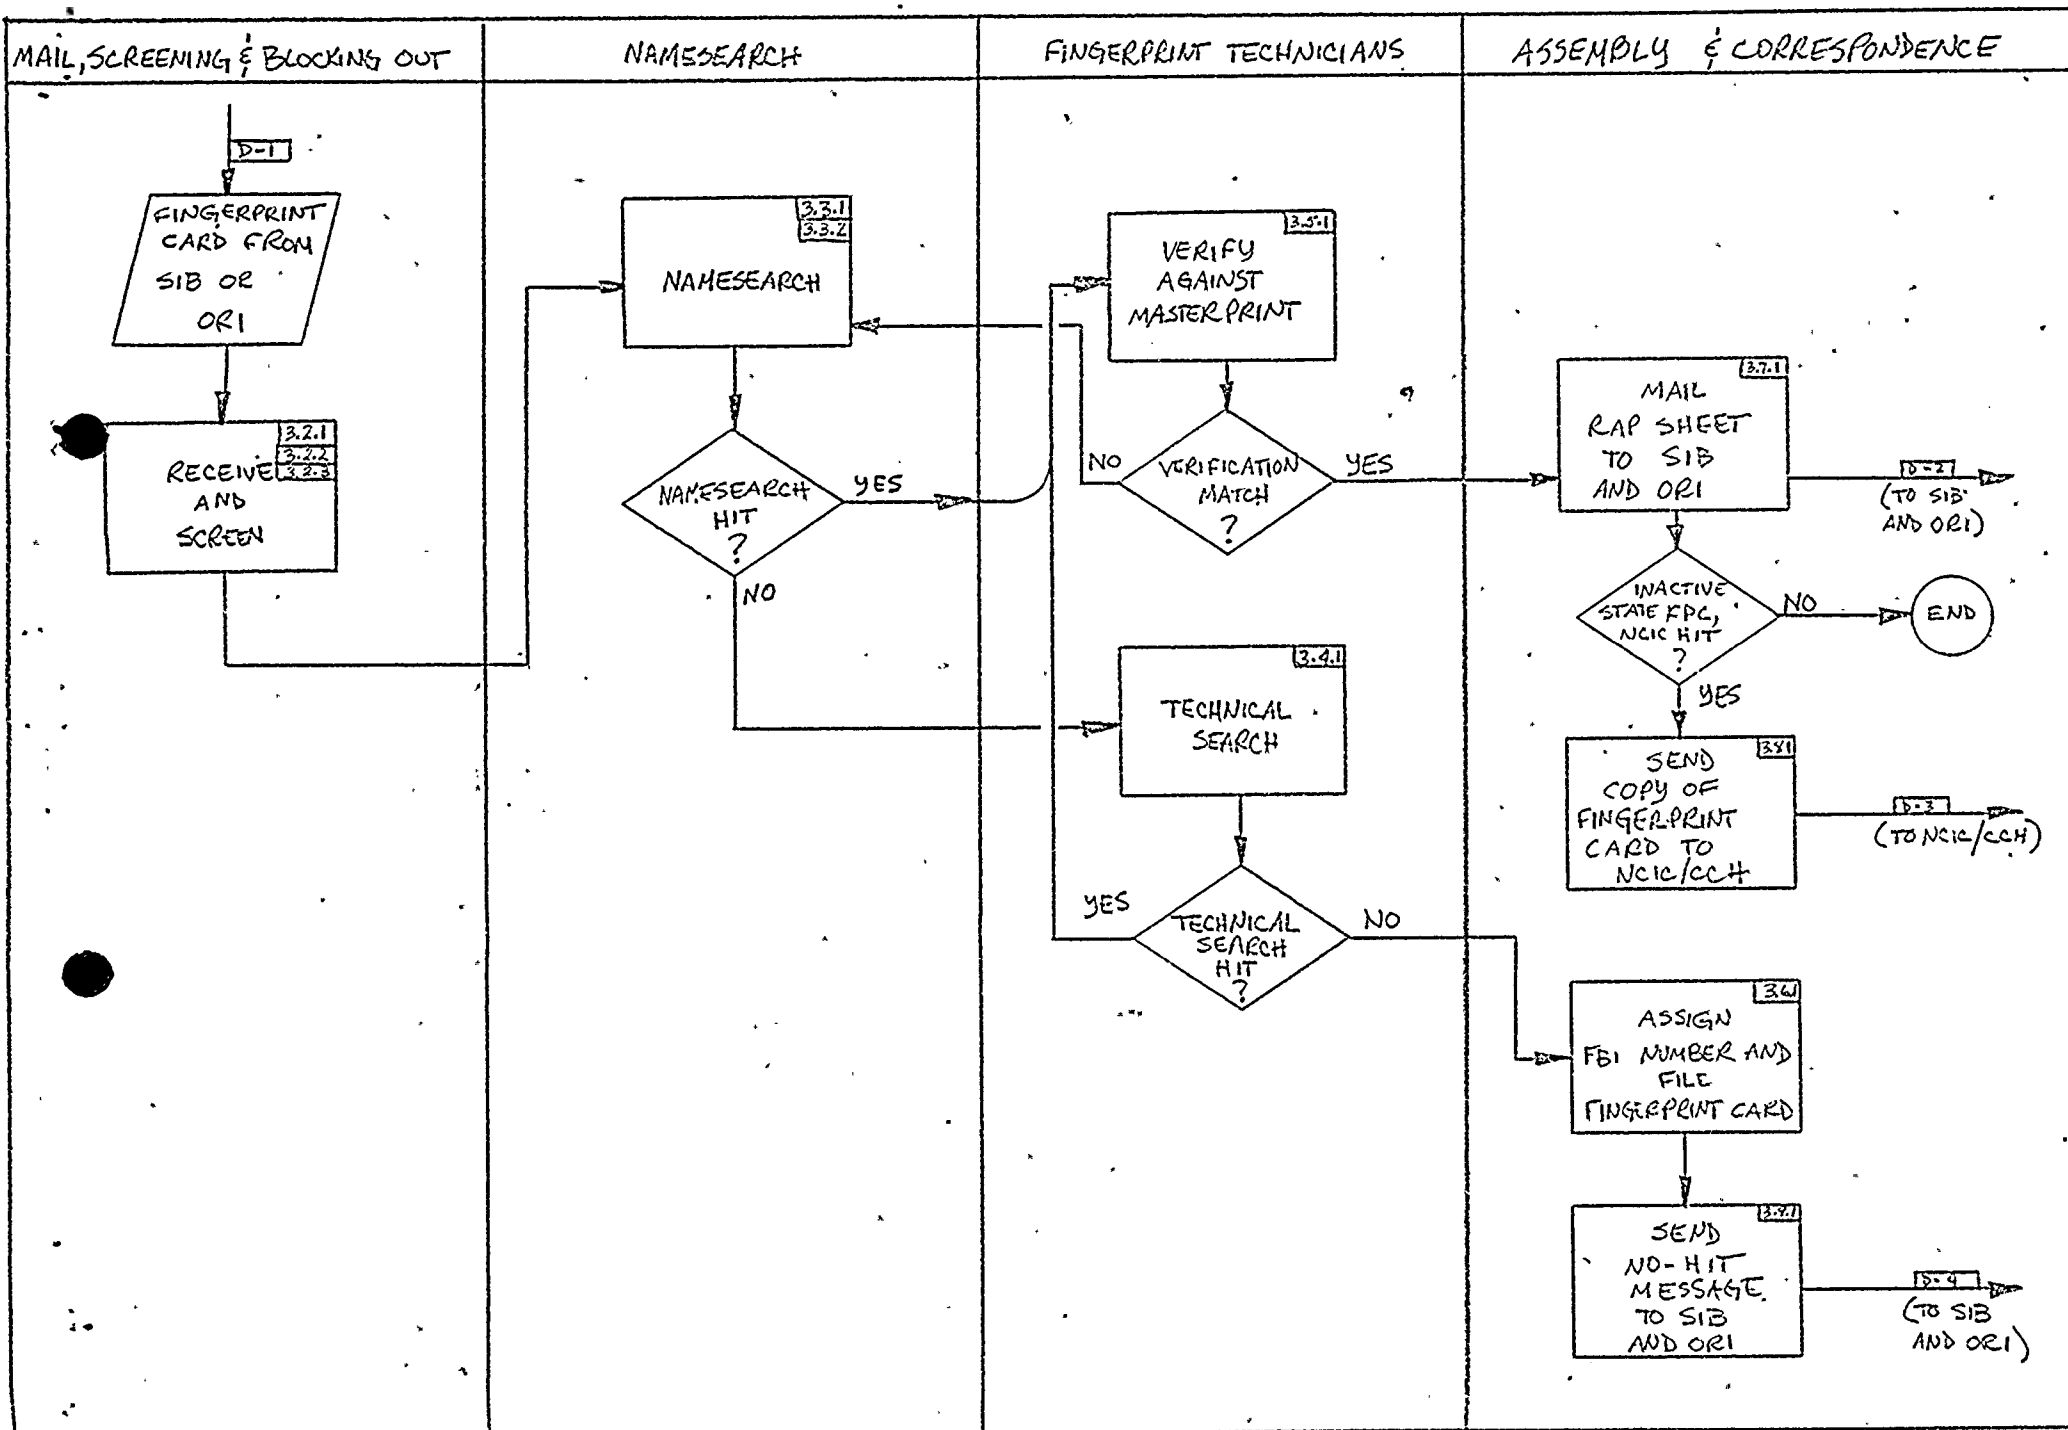 MAIL, SCREENING & BLOCKING OUT
NAMESEARCH
FINGERPRINT TECHNICIANS
ASSEMBLY & CORRESPONDENCE
D-1
FINGERPRINT
CARD FROM
SIB OR
ORI
3.2.1
3.2.2
3.2.3
RECEIVE
AND
SCREEN
3.3.1
3.3.2
NAMESEARCH
NAMESEARCH
HIT
?
YES
NO
3.5.1
VERIFY
AGAINST
MASTERPRINT
VERIFICATION
MATCH
?
NO
YES
3.4.1
TECHNICAL
SEARCH
TECHNICAL
SEARCH
HIT
?
YES
NO
3.7.1
MAIL
RAP SHEET
TO SIB
AND ORI
D-2
(TO SIB
AND ORI)
INACTIVE
STATE FPC,
NCIC HIT
?
NO
END
YES
3.8.1
SEND
COPY OF
FINGERPRINT
CARD TO
NCIC/CCH
D-3
(TO NCIC/CCH)
3.6.1
ASSIGN
FBI NUMBER AND
FILE
FINGERPRINT CARD
3.9.1
SEND
NO-HIT
MESSAGE
TO SIB
AND ORI
D-4
(TO SIB
AND ORI)